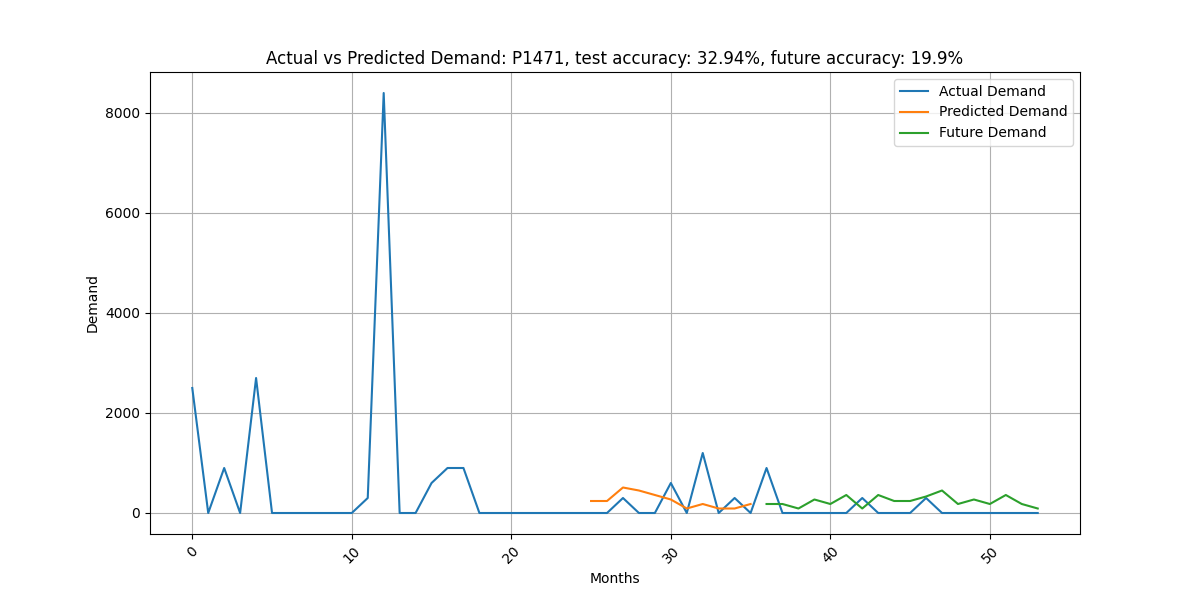 Actual vs Predicted Demand: P1471, test accuracy: 32.94%, future accuracy: 19.9%
Actual Demand
Predicted Demand
Future Demand
8000
6000
4000
2000
0
Demand
0
10
20
30
40
50
Months